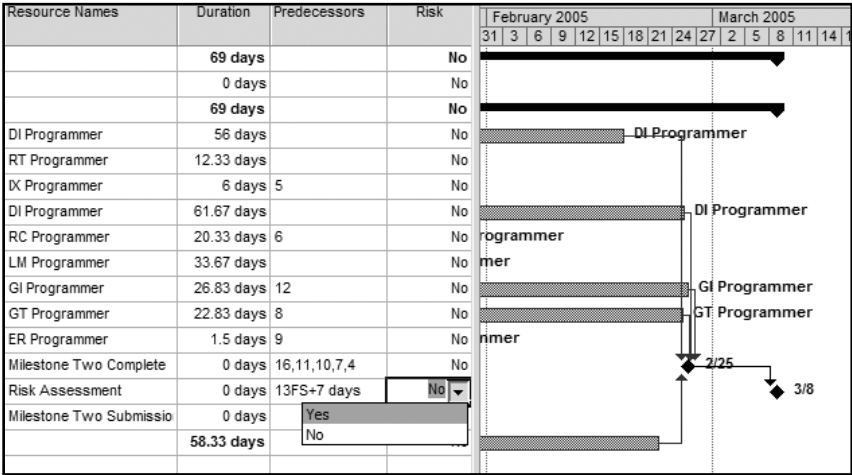 Resource Names Duration Predecessors Risk February 2005 March 2005
31 3 6 9 12 15 18 21 24 27 2 5 8 11 14 1
69 days No
0 days No
69 days No
DI Programmer 56 days No DI Programmer
RT Programmer 12.33 days No
IX Programmer 6 days 5 No
DI Programmer 61.67 days No DI Programmer
RC Programmer 20.33 days 6 No rogrammer
LM Programmer 33.67 days No mer
GI Programmer 26.83 days 12 No GI Programmer
GT Programmer 22.83 days 8 No GT Programmer
ER Programmer 1.5 days 9 No nmer
Milestone Two Complete 0 days 16,11,10,7,4 No 2/25
Risk Assessment 0 days 13FS+7 days No 3/8
Milestone Two Submissio 0 days Yes
58.33 days No